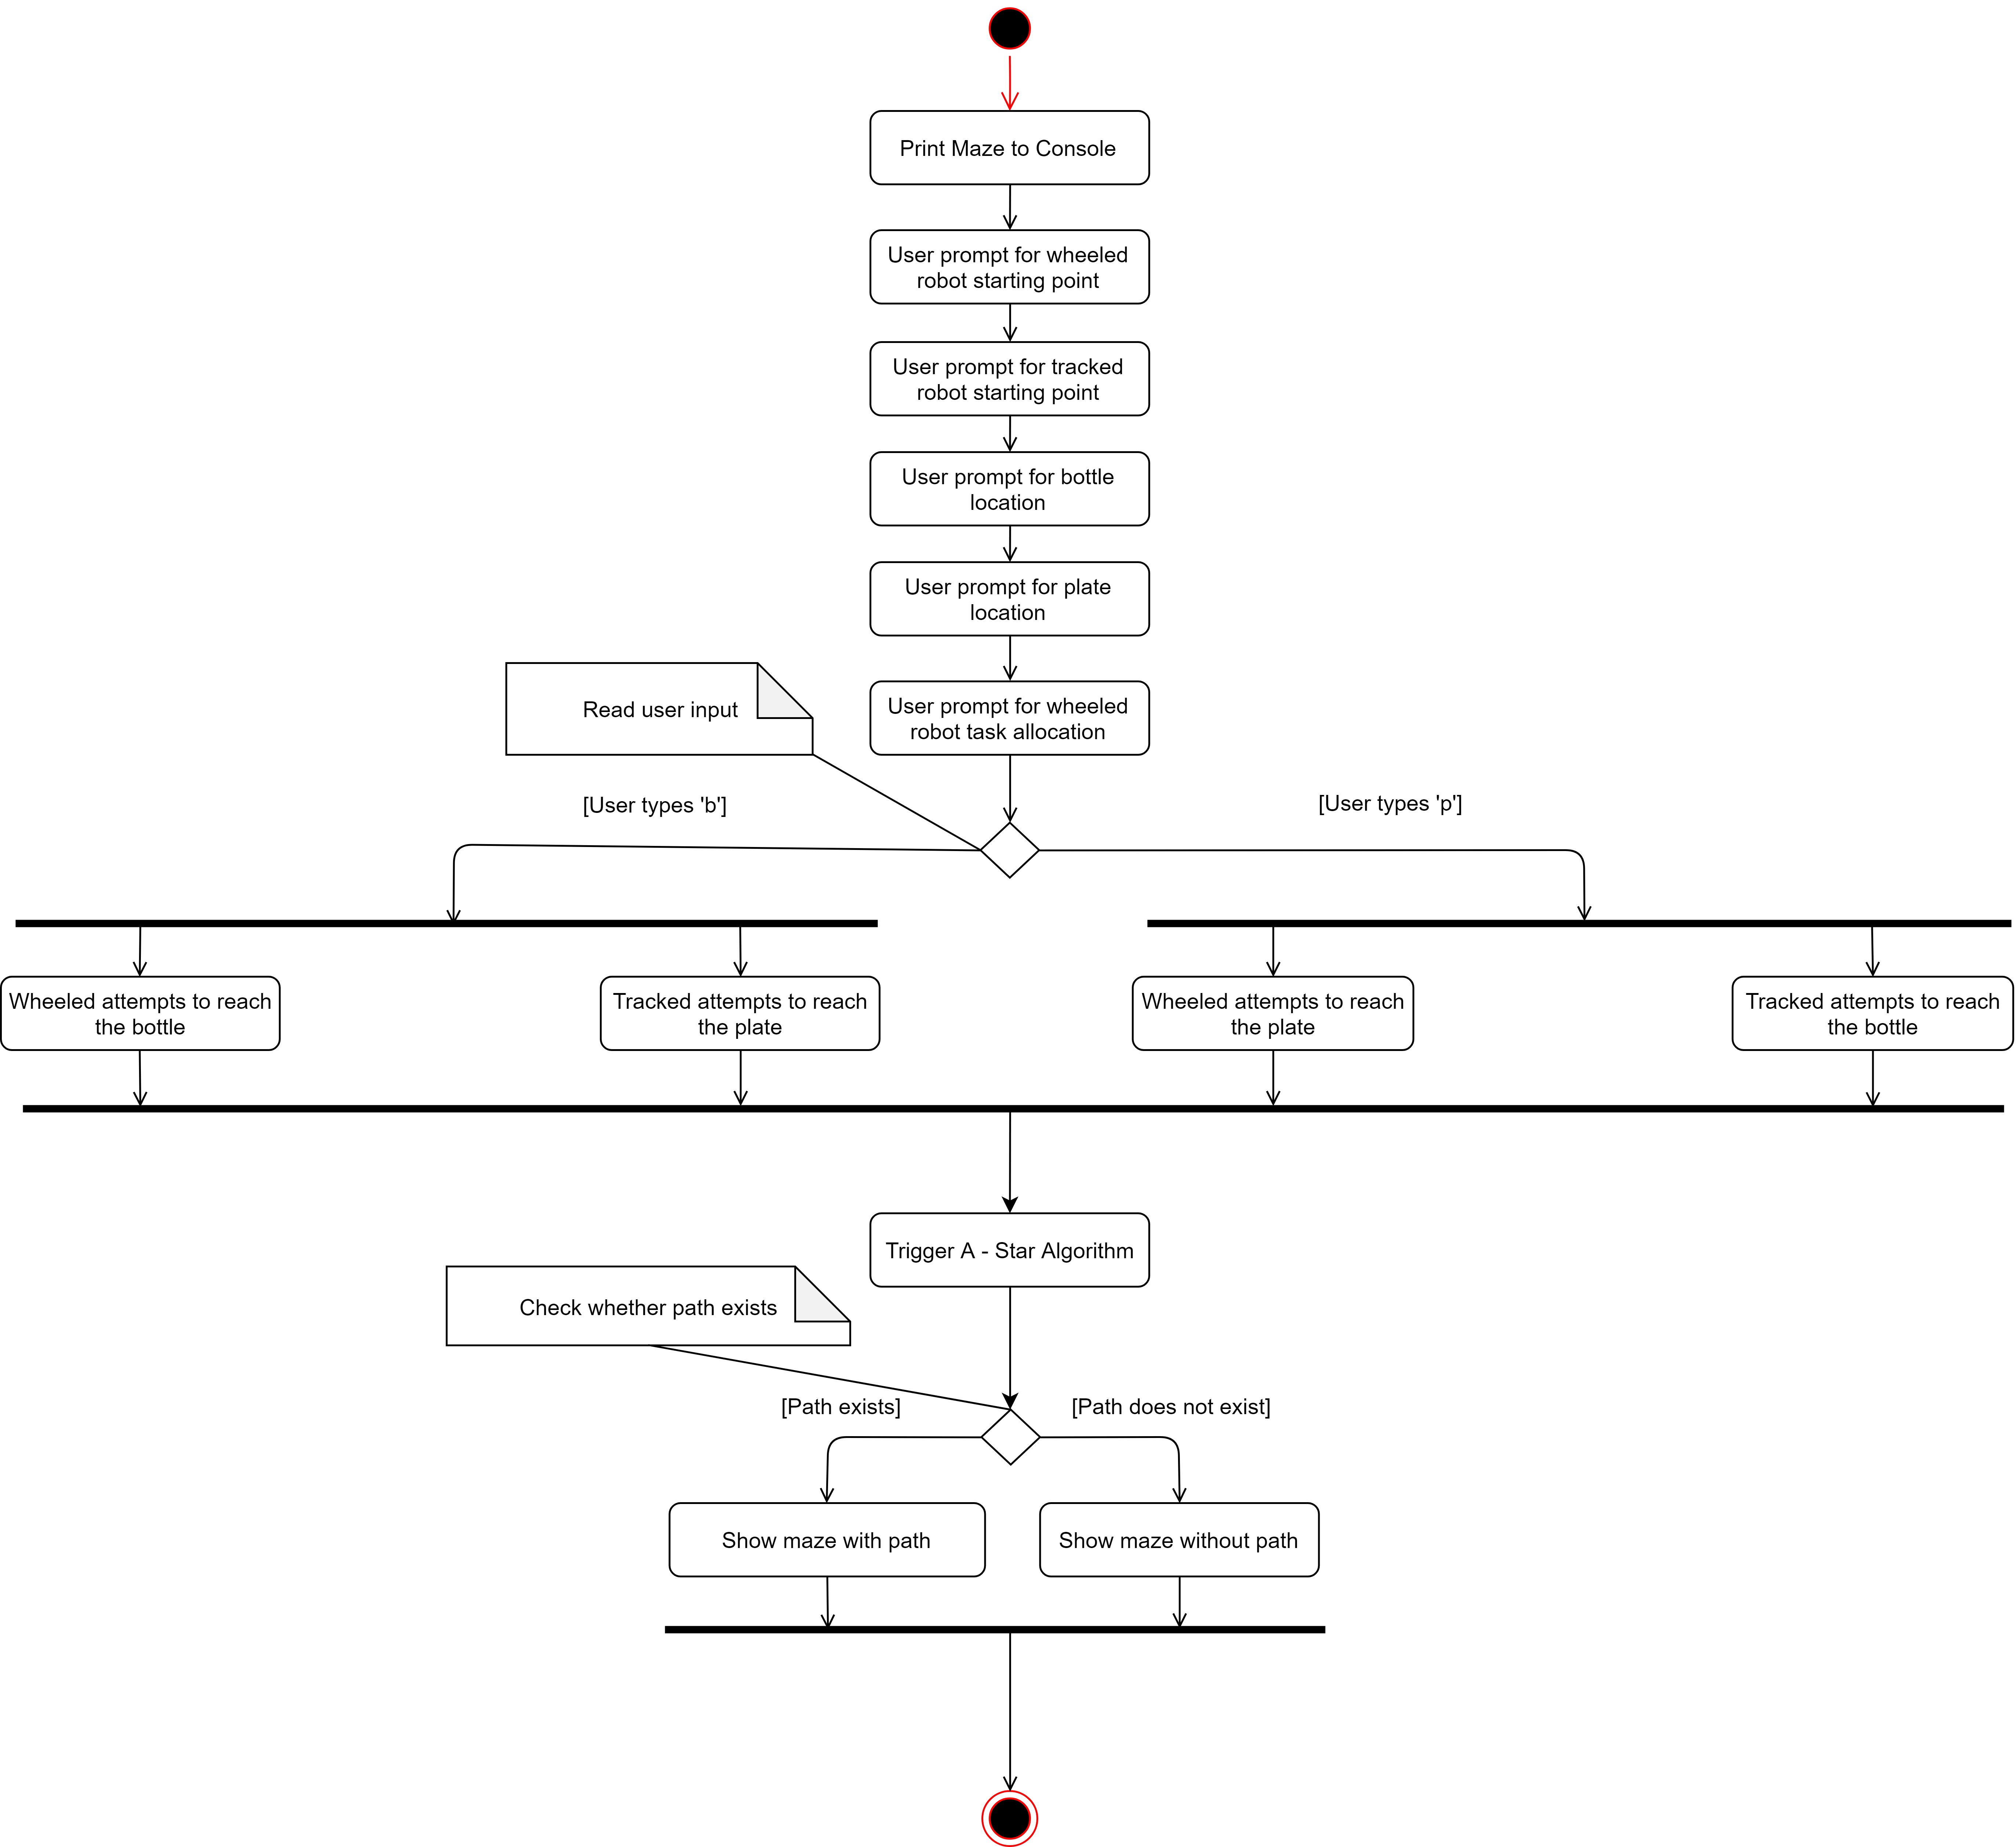 Print Maze to Console
User prompt for wheeled
robot starting point
User prompt for tracked
robot starting point
User prompt for bottle
location
User prompt for plate
location
Read user input
User prompt for wheeled
robot task allocation
[User types 'b']
[User types 'p']
Wheeled attempts to reach
the bottle
Tracked attempts to reach
the plate
Wheeled attempts to reach
the plate
Tracked attempts to reach
the bottle
Trigger A - Star Algorithm
Check whether path exists
[Path exists]
[Path does not exist]
Show maze with path
Show maze without path